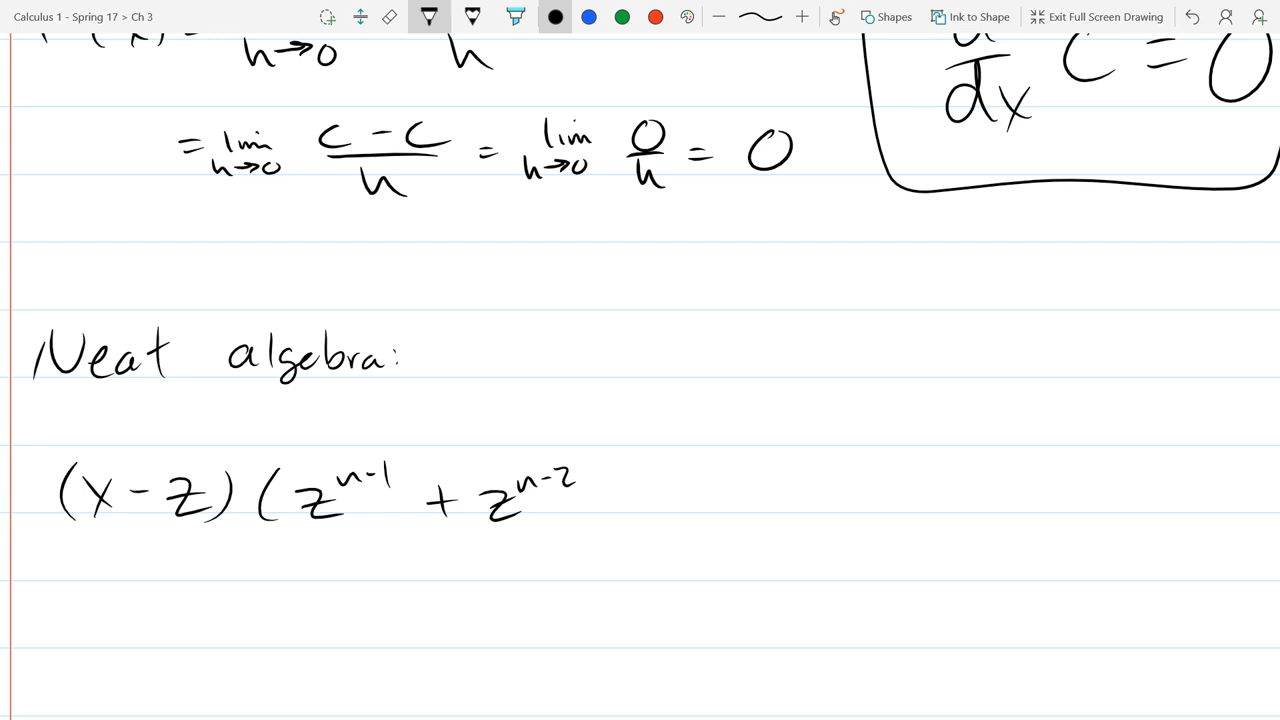 Calculus 1 - Spring 17 > Ch 3 Shapes Ink to Shape Exit Full Screen Drawing
h→0 h
dx C = 0
= lim h→0 C - C / h = lim h→0 0 / h = 0
Neat algebra:
(x - z) (z^{n-1} + z^{n-2}